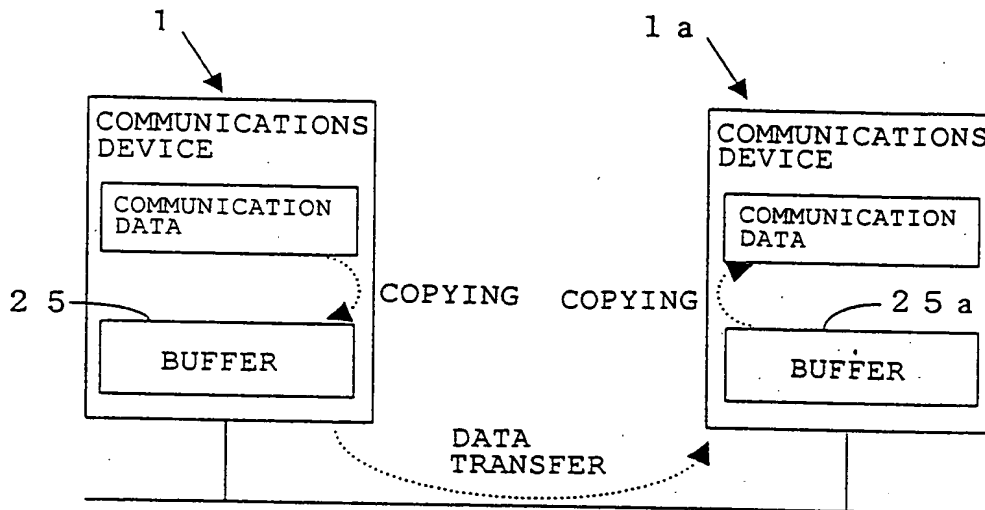 1
1 a
COMMUNICATIONS
DEVICE
COMMUNICATION
DATA
COPYING
2 5
BUFFER
COMMUNICATIONS
DEVICE
COMMUNICATION
DATA
COPYING
2 5 a
BUFFER
DATA
TRANSFER